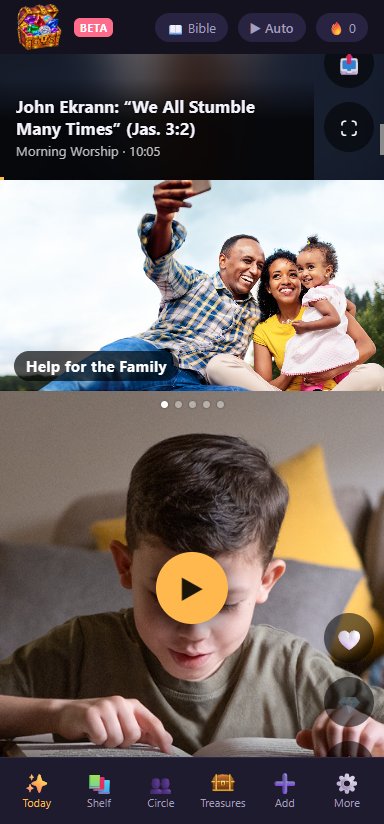 BETA
Bible
Auto
0
John Ekrann: “We All Stumble
Many Times” (Jas. 3:2)
Morning Worship · 10:05
Help for the Family
Today
Shelf
Circle
Treasures
Add
More